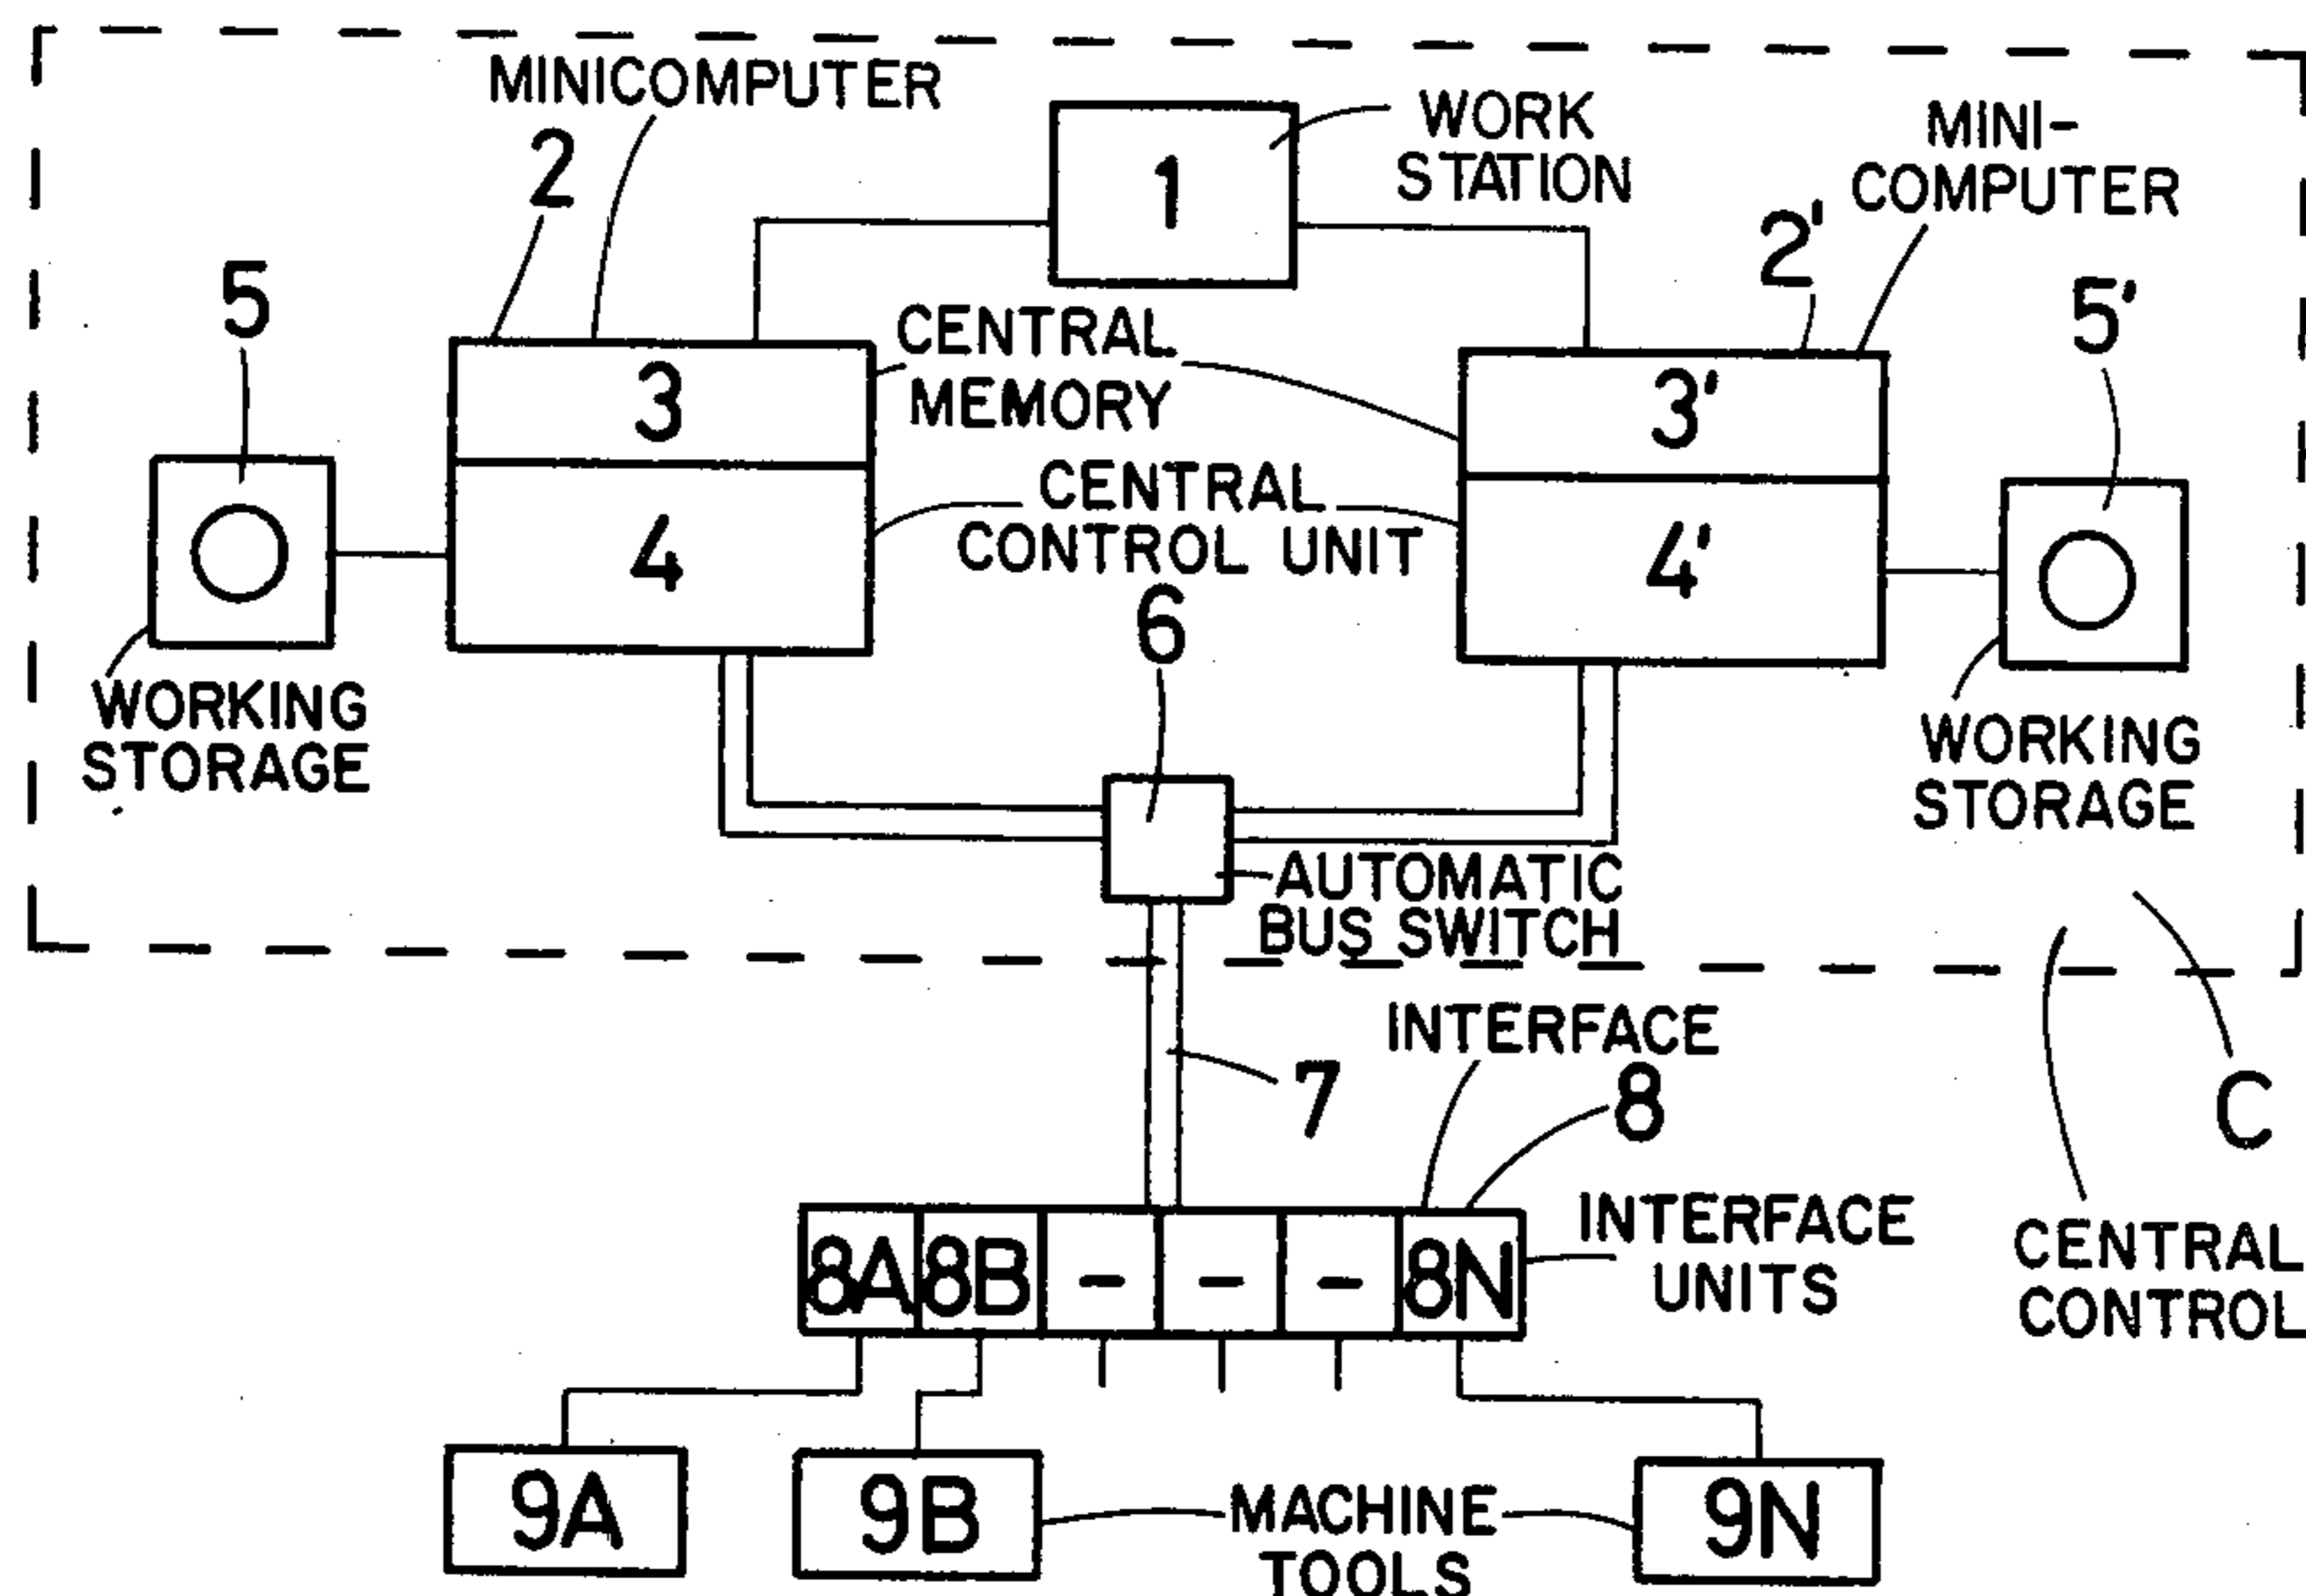 MINICOMPUTER
2
1
WORK
STATION
MINI-
COMPUTER
2'
5
5'
CENTRAL
MEMORY
3
3'
CENTRAL
CONTROL UNIT
4
4'
6
WORKING
STORAGE
WORKING
STORAGE
AUTOMATIC
BUS SWITCH
INTERFACE
7
8
C
INTERFACE
UNITS
CENTRAL
CONTROL
8A 8B - - - 8N
9A
9B
MACHINE
TOOLS
9N